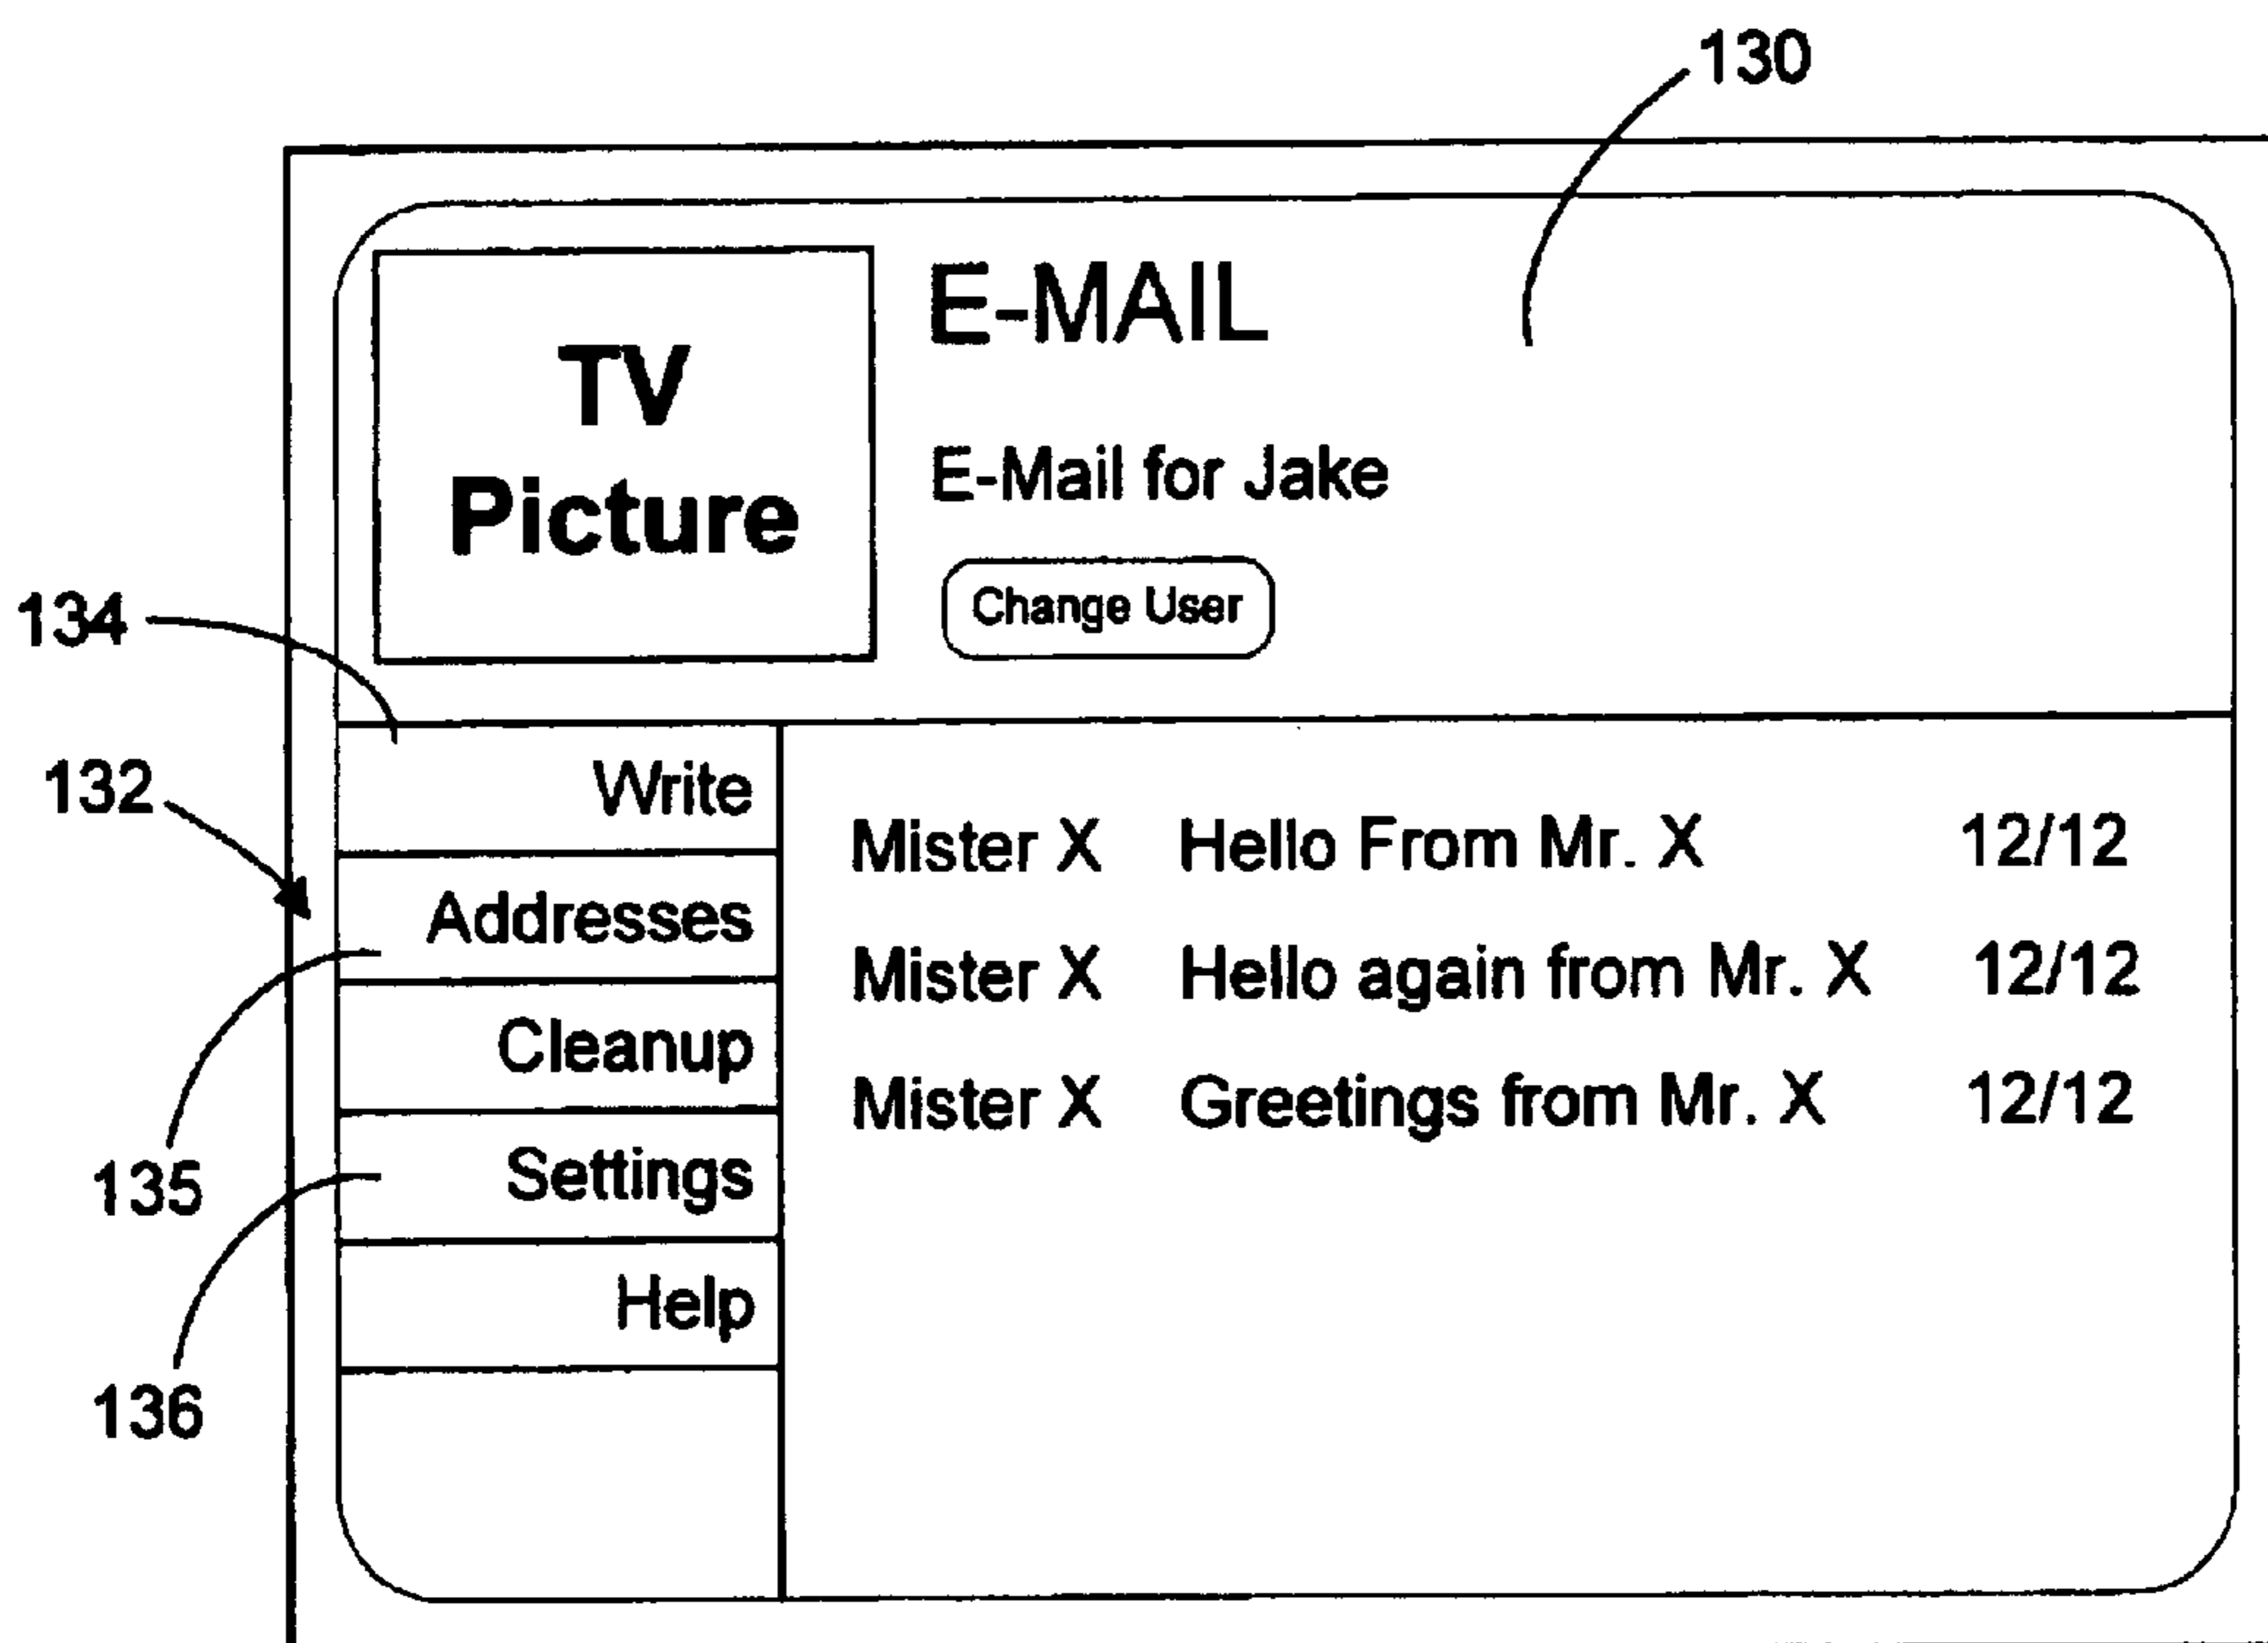 130
TV
Picture
E-MAIL
E-Mail for Jake
Change User
134
132
Write
Addresses
Cleanup
Settings
Help
135
136
Mister X Hello From Mr. X 12/12
Mister X Hello again from Mr. X 12/12
Mister X Greetings from Mr. X 12/12